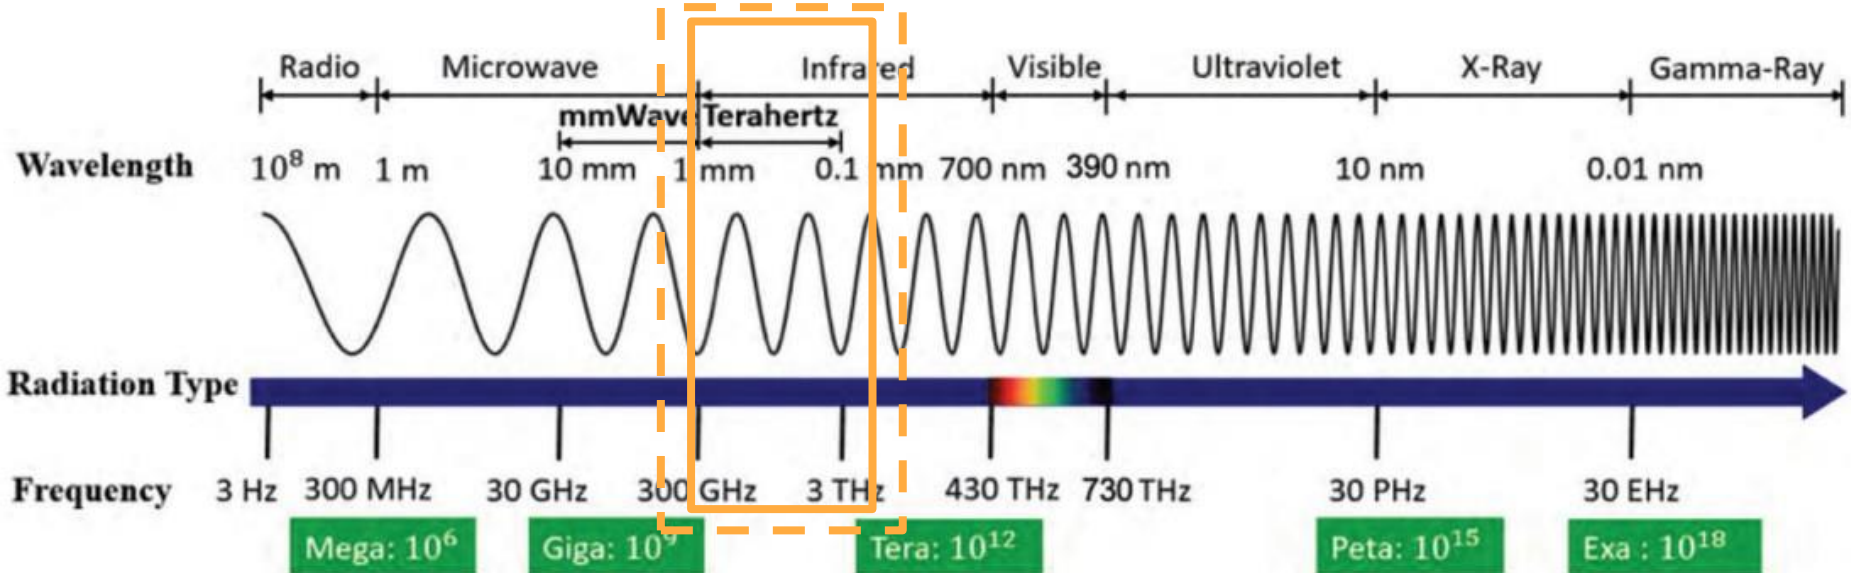 Radio Microwave Infrared Visible Ultraviolet X-Ray Gamma-Ray
mmWave Terahertz
Wavelength 10⁸ m 1 m 10 mm 1 mm 0.1 mm 700 nm 390 nm 10 nm 0.01 nm
Radiation Type
Frequency 3 Hz 300 MHz 30 GHz 300 GHz 3 THz 430 THz 730 THz 30 PHz 30 EHz
Mega: 10⁶ Giga: 10⁹ Tera: 10¹² Peta: 10¹⁵ Exa : 10¹⁸